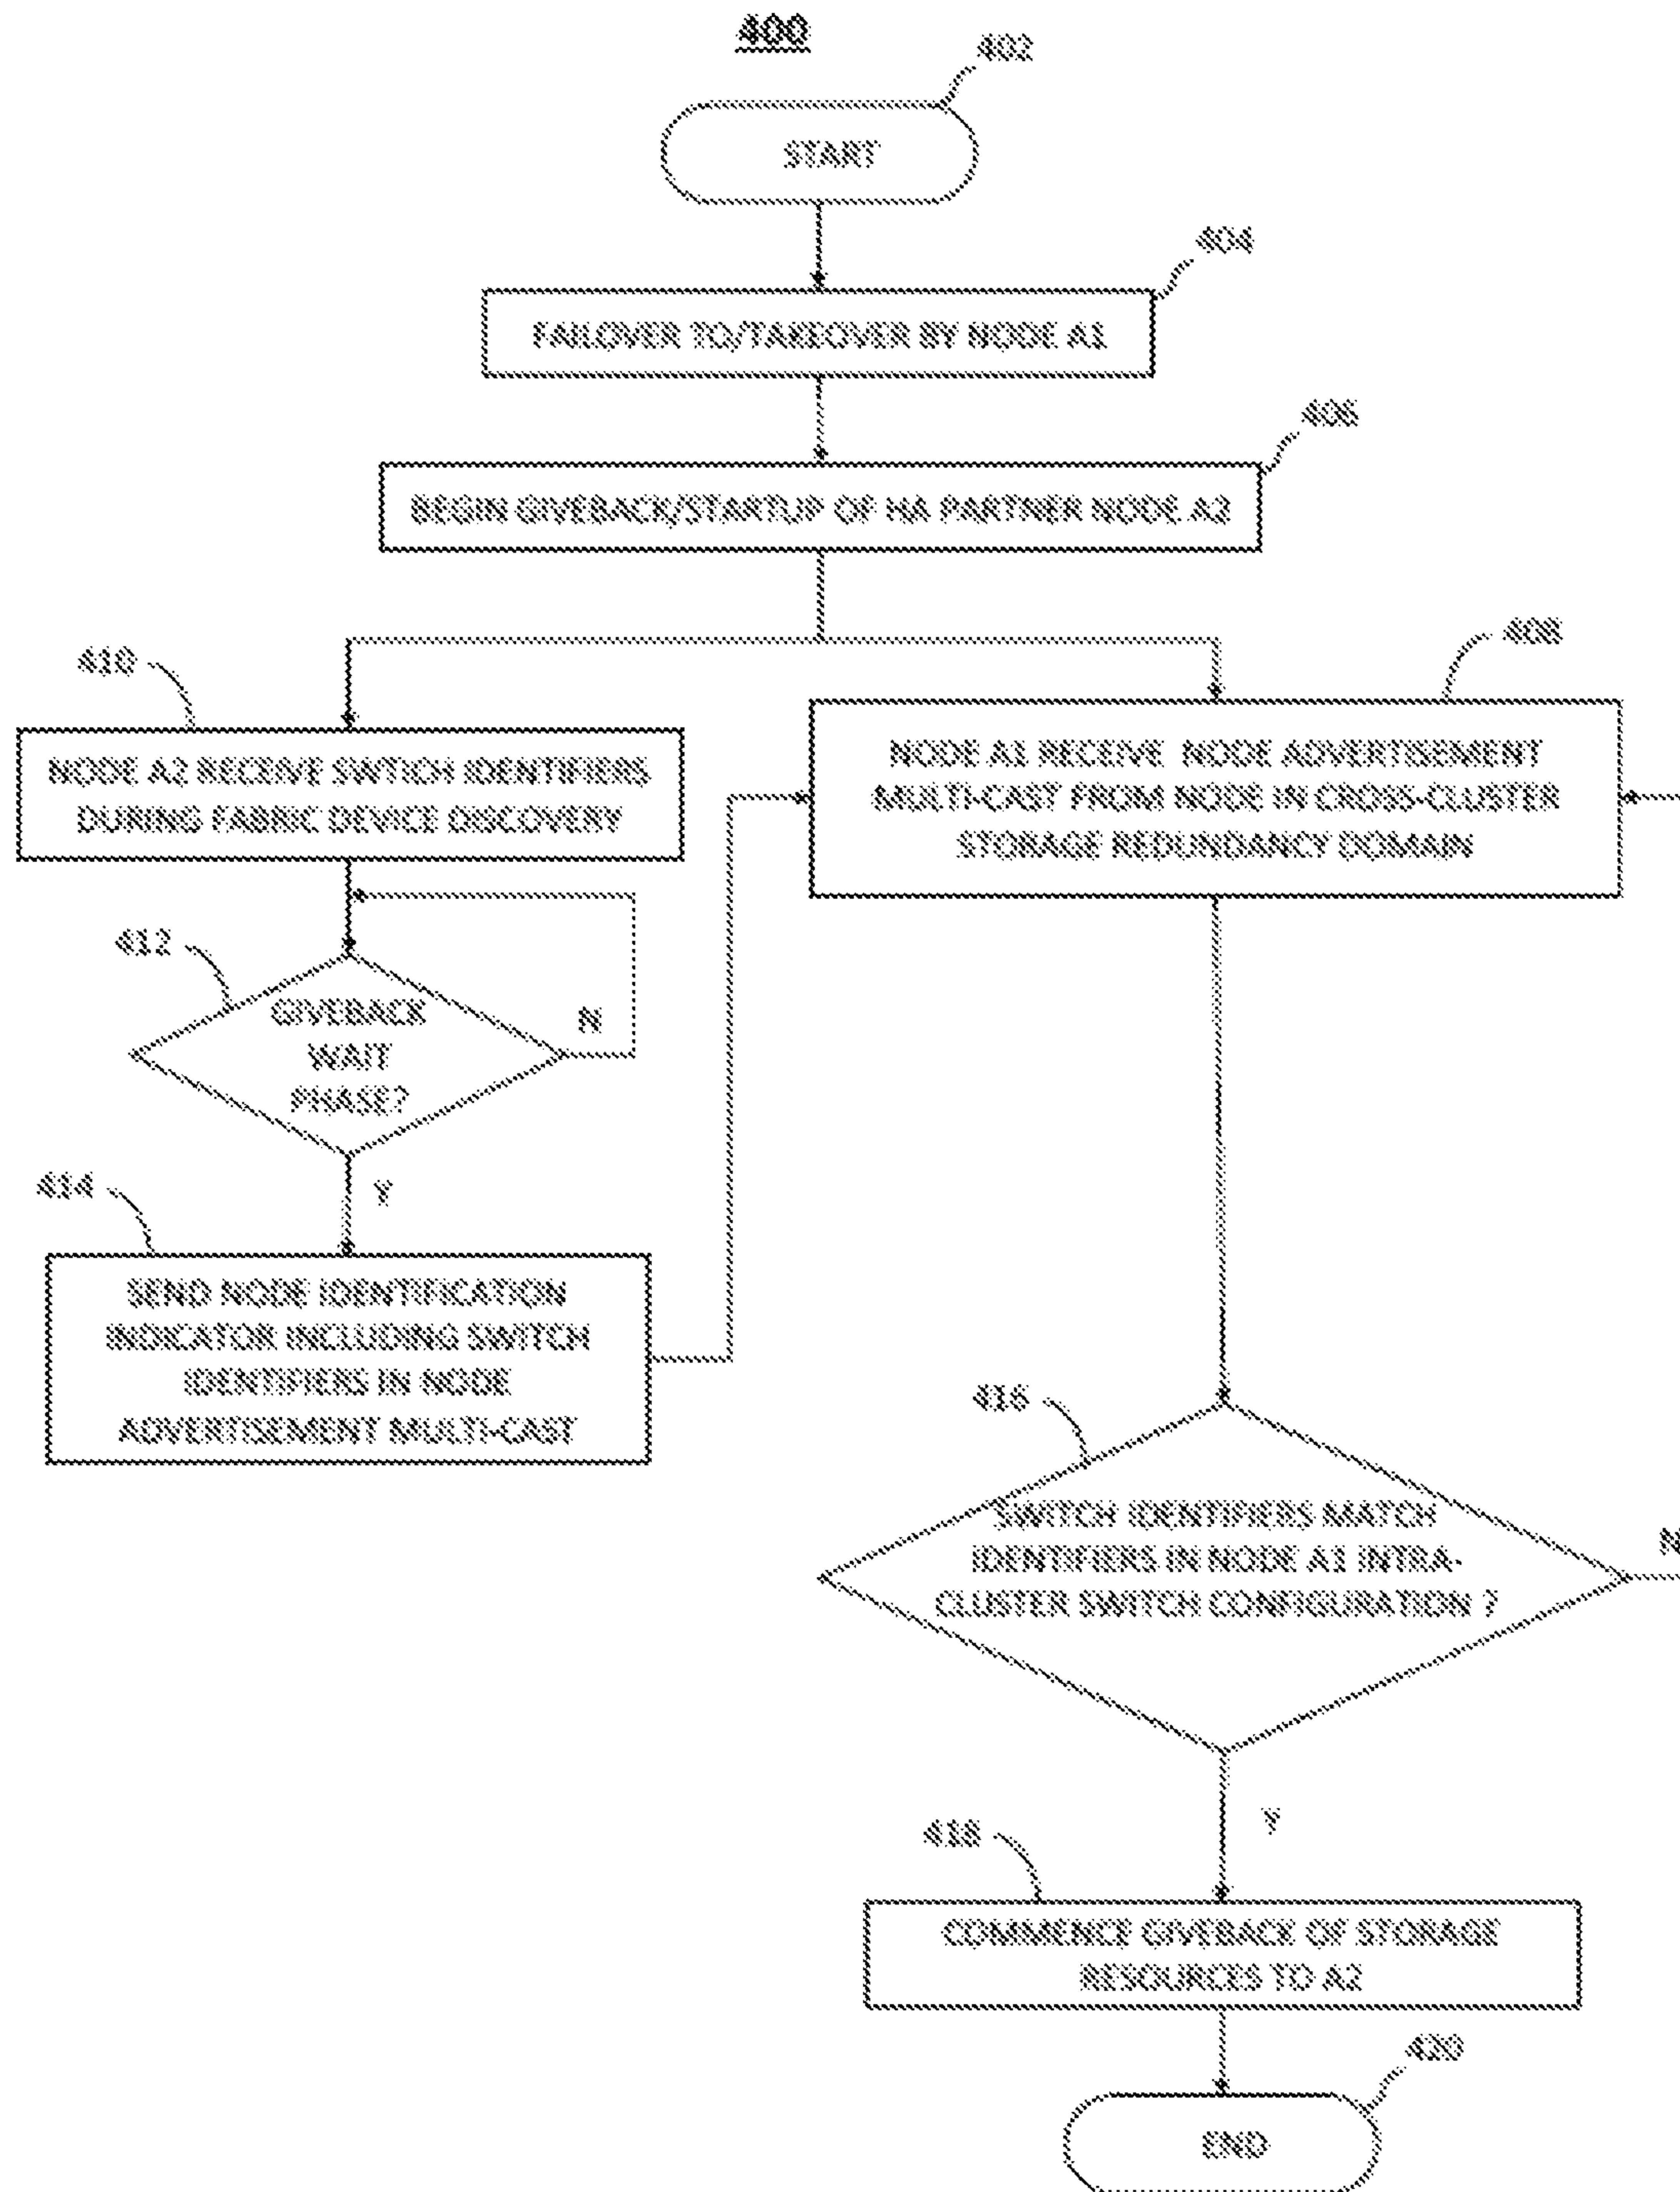 400
402
START
404
FAILOVER TO/TAKEOVER BY NODE A1
406
BEGIN GIVEBACK/STARTUP OF HA PARTNER NODE A2
410
NODE A2 RECEIVE SWTICH IDENTIFIERS
DURING FABRIC DEVICE DISCOVERY
408
NODE A1 RECEIVE NODE ADVERTISEMENT
MULTI-CAST FROM NODE IN CROSS-CLUSTER
STORAGE REDUNDANCY DOMAIN
412
GIVEBACK
WAIT
PHASE?
N
Y
414
SEND NODE IDENTIFICATION
INDICATOR INCLUDING SWITCH
IDENTIFIERS IN NODE
ADVERTISEMENT MULTI-CAST
416
SWITCH IDENTIFIERS MATCH
IDENTIFIERS IN NODE A1 INTRA-
CLUSTER SWITCH CONFIGURATION ?
N
Y
418
COMMENCE GIVEBACK OF STORAGE
RESOURCES TO A2
420
END